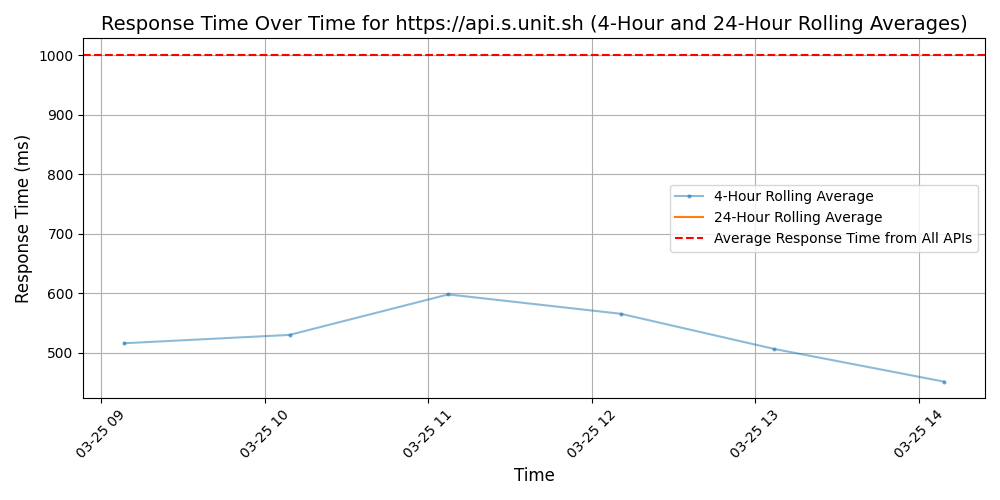 Response Time Over Time for https://api.s.unit.sh (4-Hour and 24-Hour Rolling Averages)
Response Time (ms)
1000
900
800
700
600
500
4-Hour Rolling Average
24-Hour Rolling Average
Average Response Time from All APIs
03-25 09
03-25 10
03-25 11
03-25 12
03-25 13
03-25 14
Time